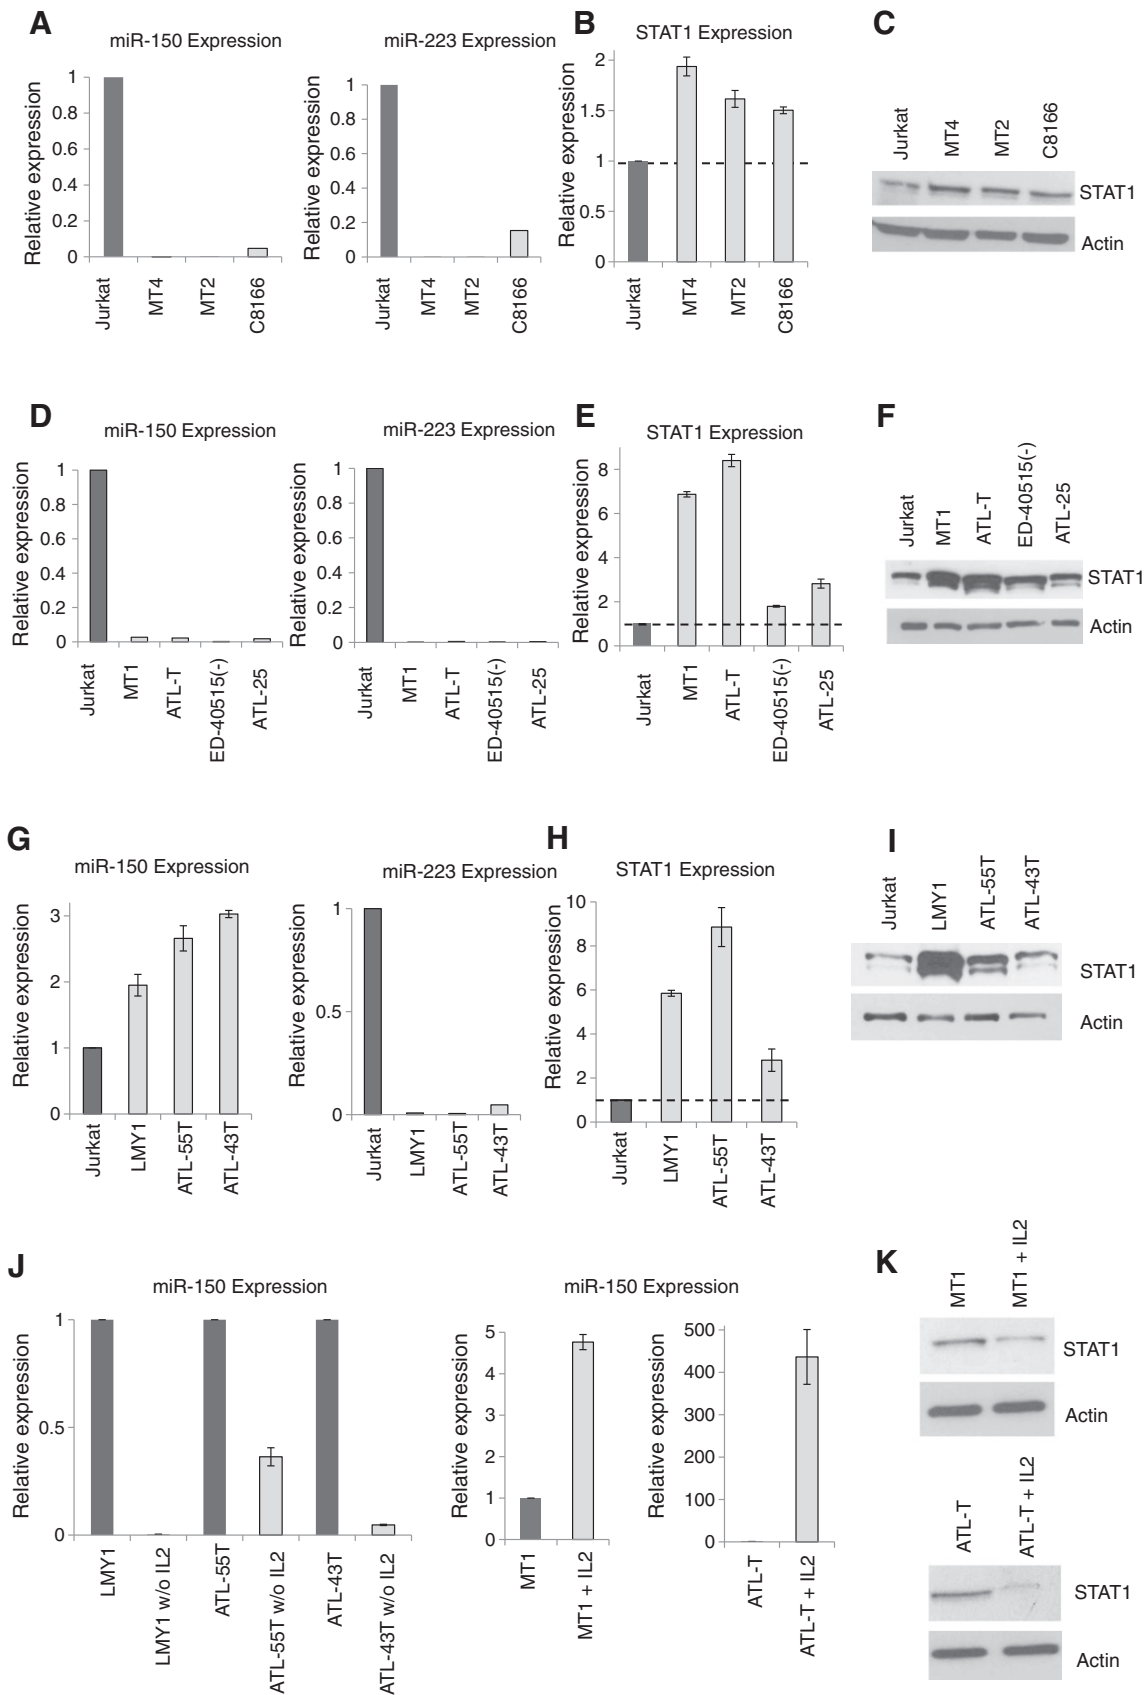 A
miR-150 Expression
Relative expression
1
0.8
0.6
0.4
0.2
0
Jurkat
MT4
MT2
C8166
miR-223 Expression
Relative expression
1
0.8
0.6
0.4
0.2
0
Jurkat
MT4
MT2
C8166
B
STAT1 Expression
Relative expression
2
1.5
1
0.5
0
Jurkat
MT4
MT2
C8166
C
Jurkat
MT4
MT2
C8166
STAT1
Actin
D
miR-150 Expression
Relative expression
1
0.8
0.6
0.4
0.2
0
Jurkat
MT1
ATL-T
ED-40515(-)
ATL-25
miR-223 Expression
Relative expression
1
0.8
0.6
0.4
0.2
0
Jurkat
MT1
ATL-T
ED-40515(-)
ATL-25
E
STAT1 Expression
Relative expression
8
6
4
2
0
Jurkat
MT1
ATL-T
ED-40515(-)
ATL-25
F
Jurkat
MT1
ATL-T
ED-40515(-)
ATL-25
STAT1
Actin
G
miR-150 Expression
Relative expression
3
2
1
0
Jurkat
LMY1
ATL-55T
ATL-43T
miR-223 Expression
Relative expression
1
0.5
0
Jurkat
LMY1
ATL-55T
ATL-43T
H
STAT1 Expression
Relative expression
10
8
6
4
2
0
Jurkat
LMY1
ATL-55T
ATL-43T
I
Jurkat
LMY1
ATL-55T
ATL-43T
STAT1
Actin
J
miR-150 Expression
Relative expression
1
0.5
0
LMY1
LMY1 w/o IL2
ATL-55T
ATL-55T w/o IL2
ATL-43T
ATL-43T w/o IL2
miR-150 Expression
Relative expression
5
4
3
2
1
0
MT1
MT1 + IL2
Relative expression
500
400
300
200
100
0
ATL-T
ATL-T + IL2
K
MT1
MT1 + IL2
STAT1
Actin
ATL-T
ATL-T + IL2
STAT1
Actin